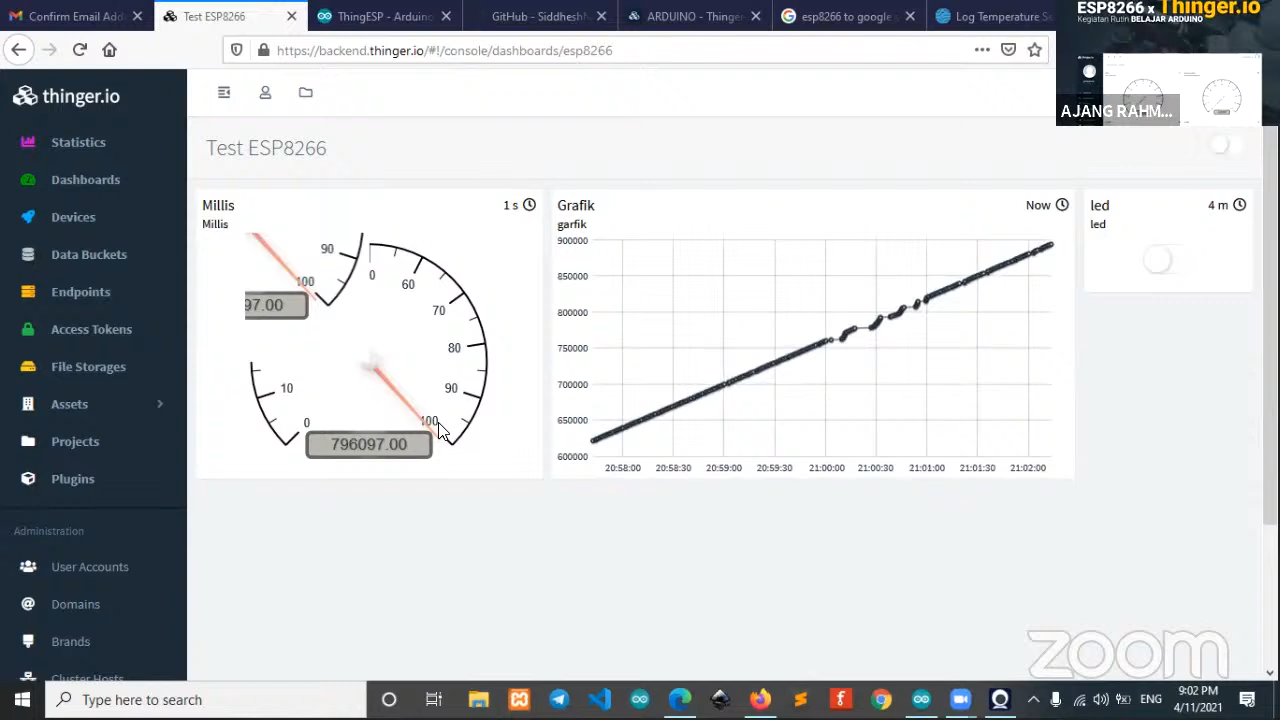 Confirm Email Addr
Test ESP8266
ThingESP - Arduino
GitHub - Siddhesh
ARDUINO - Thinger
esp8266 to google s
Log Temperature Se
ESP8266 x Thinger.io
Kegiatan Rutin BELAJAR ARDUINO
https://backend.thinger.io/#!/console/dashboards/esp8266
AJANG RAHM...
thinger.io
Statistics
Dashboards
Devices
Data Buckets
Endpoints
Access Tokens
File Storages
Assets
Projects
Plugins
Administration
User Accounts
Domains
Brands
Cluster Hosts
Test ESP8266
Millis
1 s
Millis
90
100
97.00
0
60
70
80
90
100
10
0
796097.00
Grafik
Now
garfik
900000
850000
800000
750000
700000
650000
600000
20:58:00 20:58:30 20:59:00 20:59:30 21:00:00 21:00:30 21:01:00 21:01:30 21:02:00
led
4 m
led
zoom
Type here to search
ENG
9:02 PM
4/11/2021